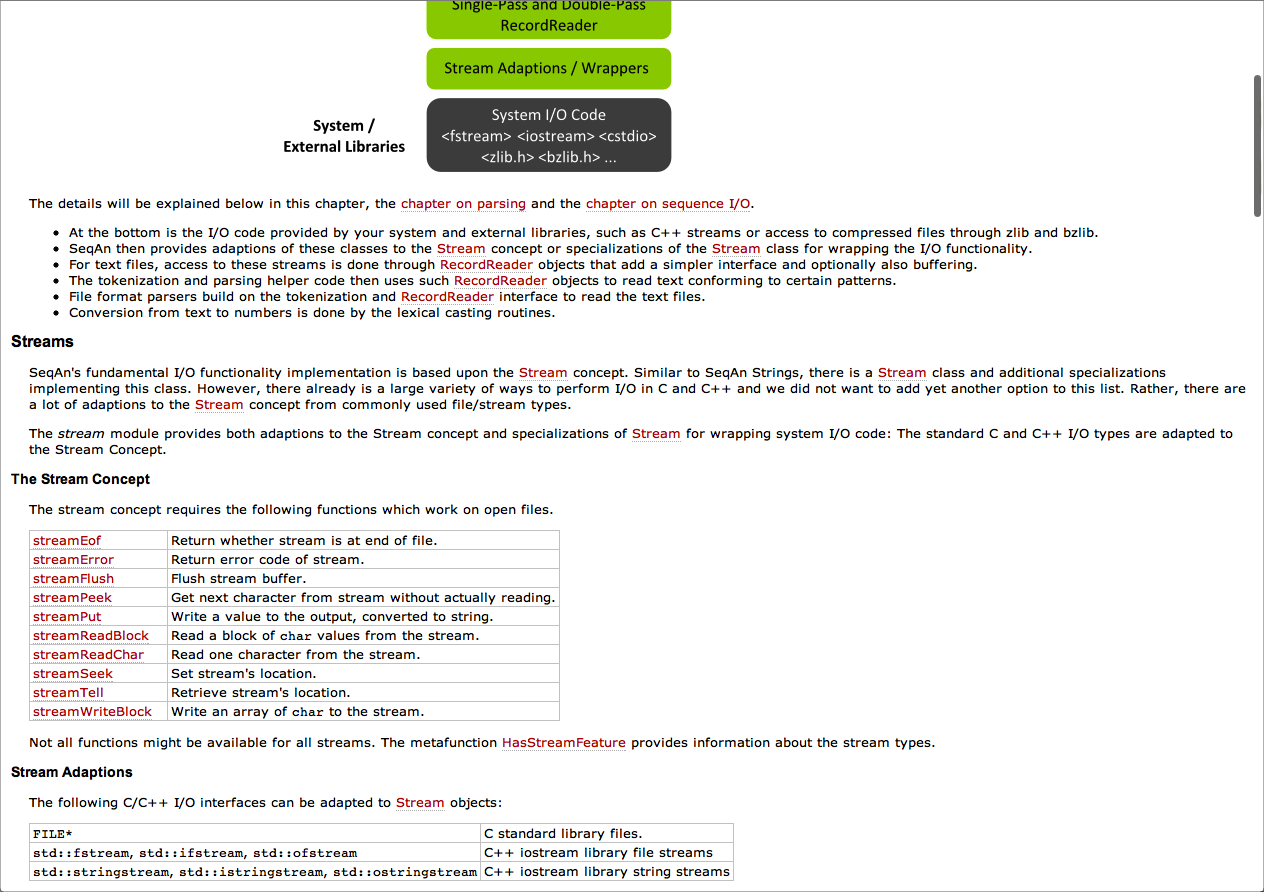 Single-Pass and Double-Pass
RecordReader
Stream Adaptions / Wrappers
System /
External Libraries
System I/O Code
<fstream> <iostream> <cstdio>
<zlib.h> <bzlib.h> ...
The details will be explained below in this chapter, the chapter on parsing and the chapter on sequence I/O.
• At the bottom is the I/O code provided by your system and external libraries, such as C++ streams or access to compressed files through zlib and bzlib.
• SeqAn then provides adaptions of these classes to the Stream concept or specializations of the Stream class for wrapping the I/O functionality.
• For text files, access to these streams is done through RecordReader objects that add a simpler interface and optionally also buffering.
• The tokenization and parsing helper code then uses such RecordReader objects to read text conforming to certain patterns.
• File format parsers build on the tokenization and RecordReader interface to read the text files.
• Conversion from text to numbers is done by the lexical casting routines.
Streams
SeqAn's fundamental I/O functionality implementation is based upon the Stream concept. Similar to SeqAn Strings, there is a Stream class and additional specializations
implementing this class. However, there already is a large variety of ways to perform I/O in C and C++ and we did not want to add yet another option to this list. Rather, there are
a lot of adaptions to the Stream concept from commonly used file/stream types.
The stream module provides both adaptions to the Stream concept and specializations of Stream for wrapping system I/O code: The standard C and C++ I/O types are adapted to
the Stream Concept.
The Stream Concept
The stream concept requires the following functions which work on open files.
streamEof Return whether stream is at end of file.
streamError Return error code of stream.
streamFlush Flush stream buffer.
streamPeek Get next character from stream without actually reading.
streamPut Write a value to the output, converted to string.
streamReadBlock Read a block of char values from the stream.
streamReadChar Read one character from the stream.
streamSeek Set stream's location.
streamTell Retrieve stream's location.
streamWriteBlock Write an array of char to the stream.
Not all functions might be available for all streams. The metafunction HasStreamFeature provides information about the stream types.
Stream Adaptions
The following C/C++ I/O interfaces can be adapted to Stream objects:
FILE* C standard library files.
std::fstream, std::ifstream, std::ofstream C++ iostream library file streams
std::stringstream, std::istringstream, std::ostringstream C++ iostream library string streams